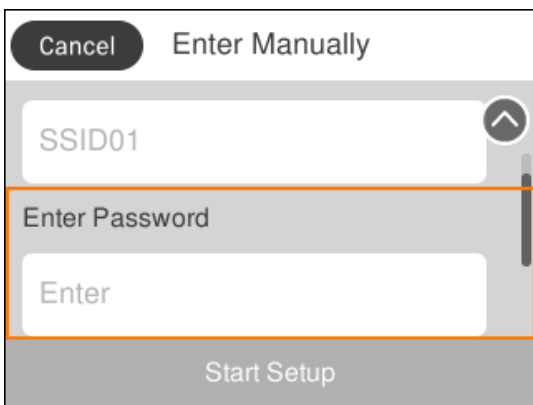 Cancel Enter Manually
SSID01
Enter Password
Enter
Start Setup